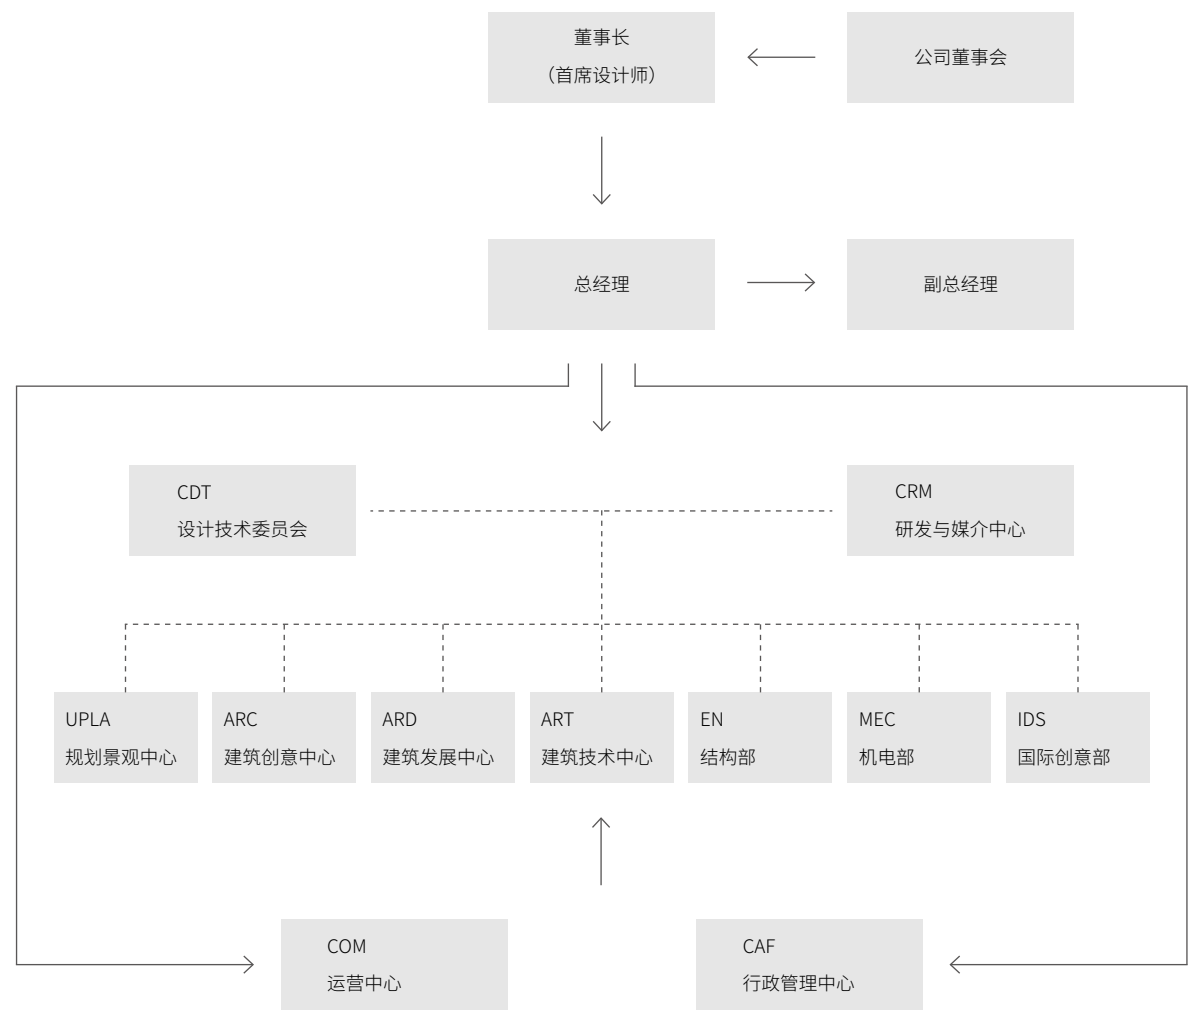 董事长
（首席设计师）
公司董事会
总经理
副总经理
CDT
设计技术委员会
CRM
研发与媒介中心
UPLA
规划景观中心
ARC
建筑创意中心
ARD
建筑发展中心
ART
建筑技术中心
EN
结构部
MEC
机电部
IDS
国际创意部
COM
运营中心
CAF
行政管理中心